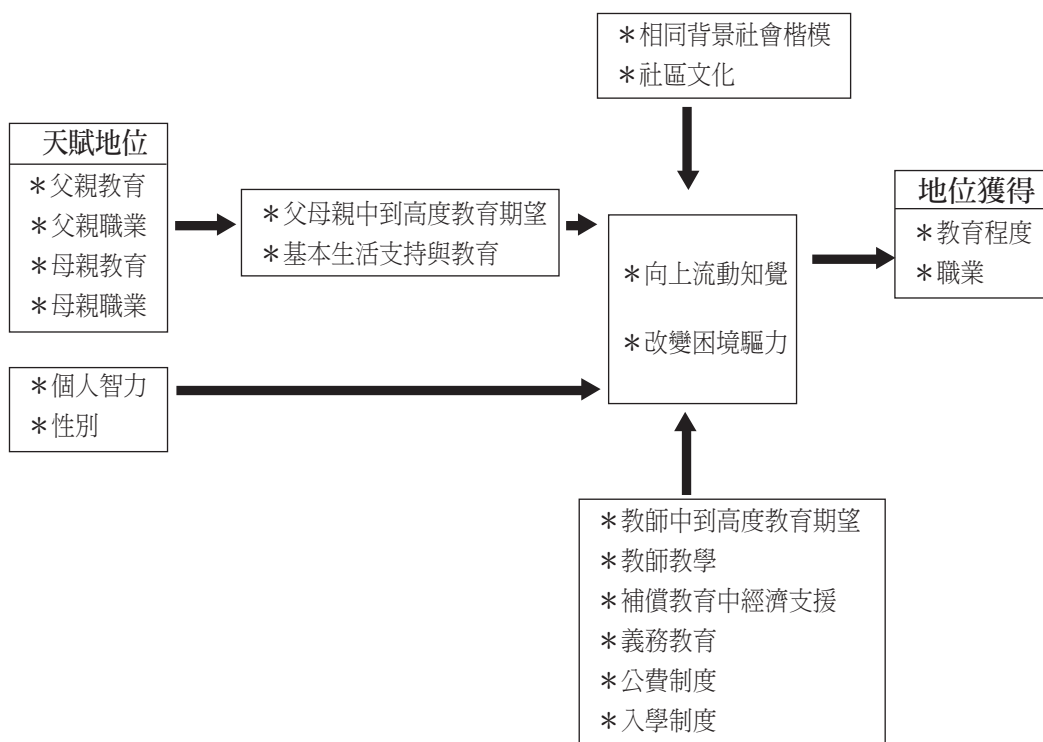 ＊相同背景社會楷模
＊社區文化
天賦地位
＊父親教育
＊父親職業
＊母親教育
＊母親職業
＊父母親中到高度教育期望
＊基本生活支持與教育
＊向上流動知覺
＊改變困境驅力
地位獲得
＊教育程度
＊職業
＊個人智力
＊性別
＊教師中到高度教育期望
＊教師教學
＊補償教育中經濟支援
＊義務教育
＊公費制度
＊入學制度